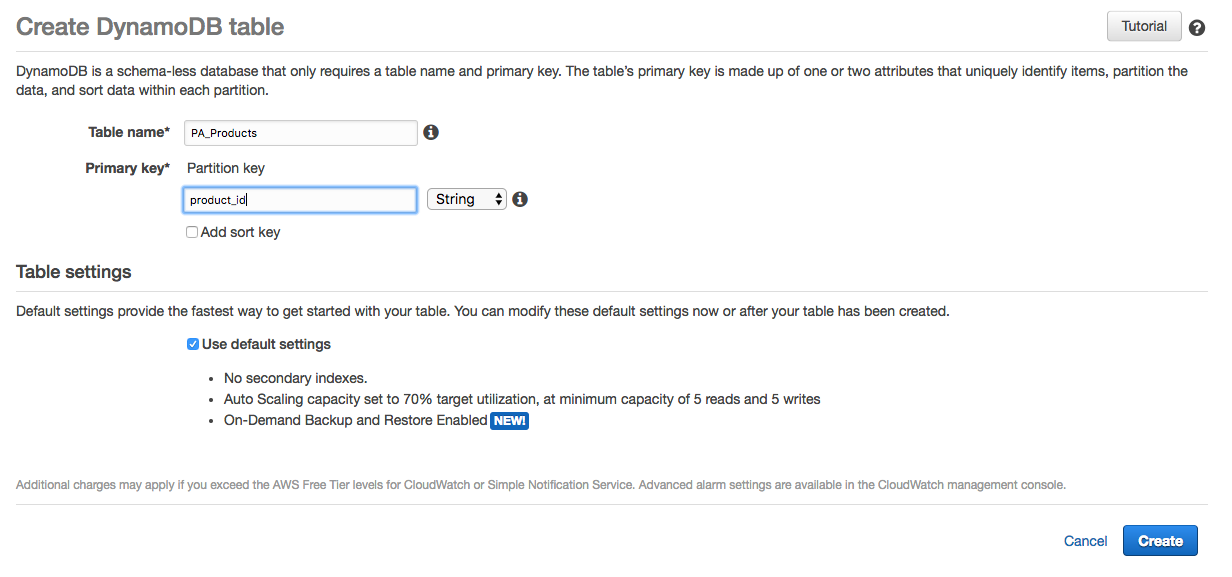 Create DynamoDB table
Tutorial
DynamoDB is a schema-less database that only requires a table name and primary key. The table's primary key is made up of one or two attributes that uniquely identify items, partition the
data, and sort data within each partition.
Table name* PA_Products
Primary key* Partition key
product_id String
Add sort key
Table settings
Default settings provide the fastest way to get started with your table. You can modify these default settings now or after your table has been created.
Use default settings
• No secondary indexes.
• Auto Scaling capacity set to 70% target utilization, at minimum capacity of 5 reads and 5 writes
• On-Demand Backup and Restore Enabled NEW!
Additional charges may apply if you exceed the AWS Free Tier levels for CloudWatch or Simple Notification Service. Advanced alarm settings are available in the CloudWatch management console.
Cancel Create